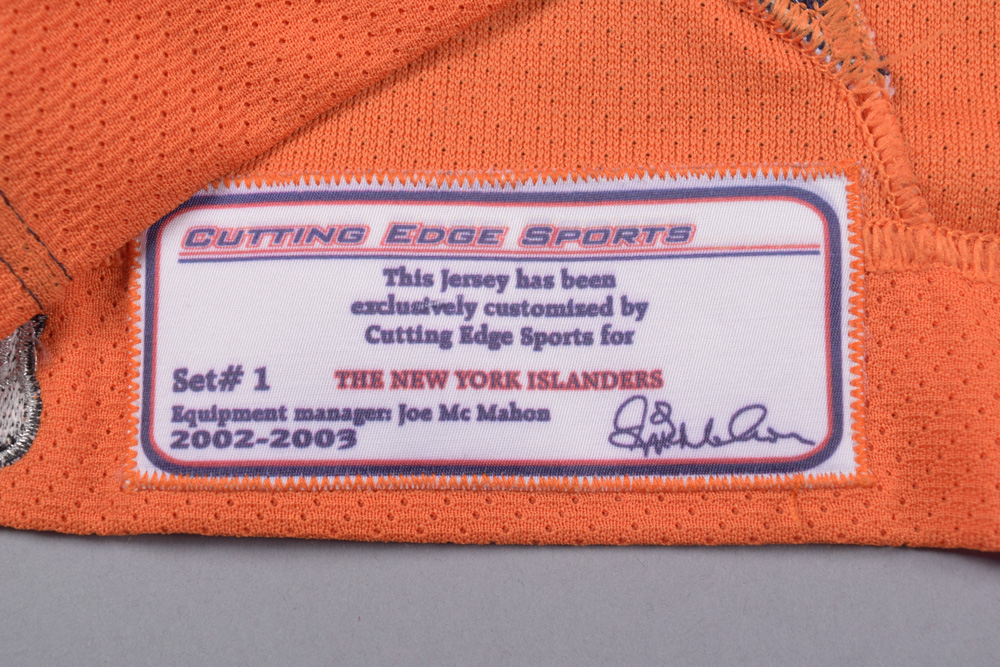 CUTTING EDGE SPORTS
This Jersey has been
exclusively customized by
Cutting Edge Sports for
Set# 1 THE NEW YORK ISLANDERS
Equipment manager: Joe Mc Mahon
2002-2003